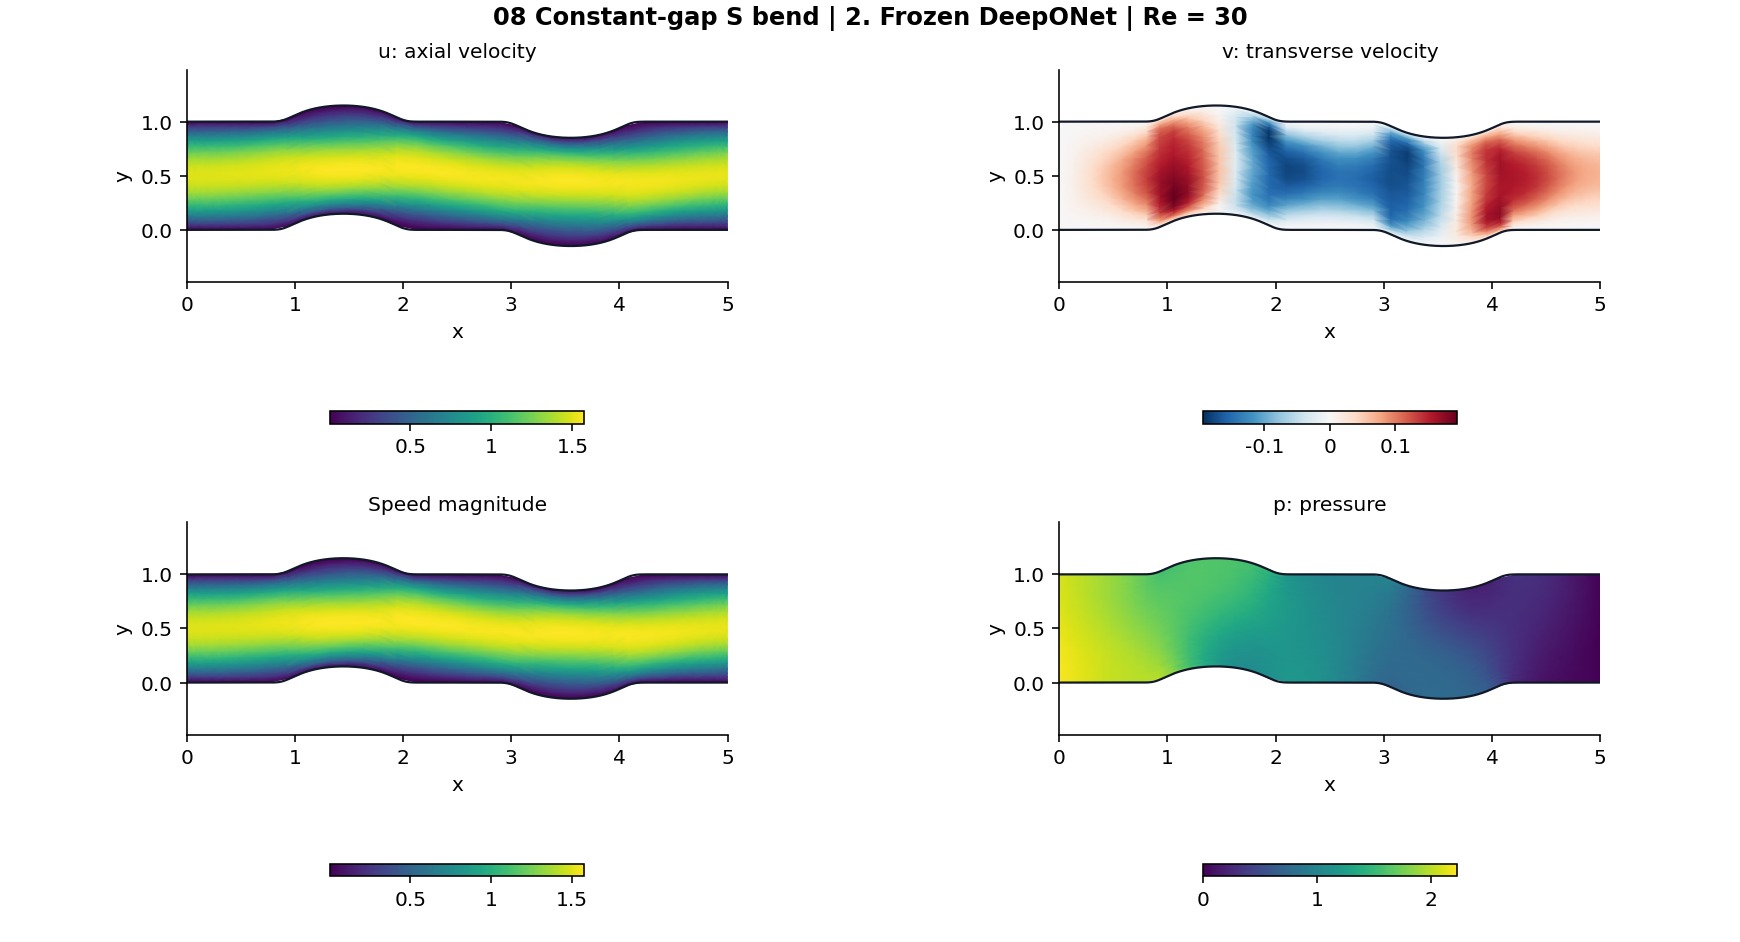 08 Constant-gap S bend | 2. Frozen DeepONet | Re = 30
u: axial velocity
y
1.0
0.5
0.0
0 1 2 3 4 5
x
0.5 1 1.5
v: transverse velocity
y
1.0
0.5
0.0
0 1 2 3 4 5
x
-0.1 0 0.1
Speed magnitude
y
1.0
0.5
0.0
0 1 2 3 4 5
x
0.5 1 1.5
p: pressure
y
1.0
0.5
0.0
0 1 2 3 4 5
x
0 1 2